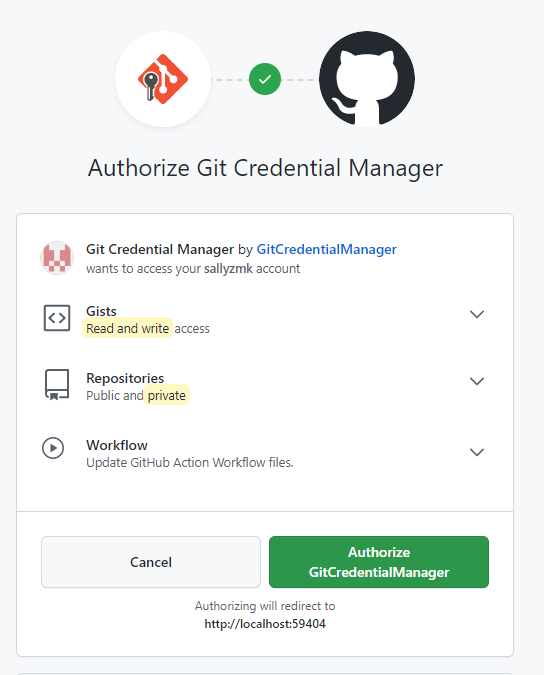 Authorize Git Credential Manager
Git Credential Manager by GitCredentialManager
wants to access your sallyzmk account
Gists
Read and write access
Repositories
Public and private
Workflow
Update GitHub Action Workflow files.
Cancel
Authorize
GitCredentialManager
Authorizing will redirect to
http://localhost:59404